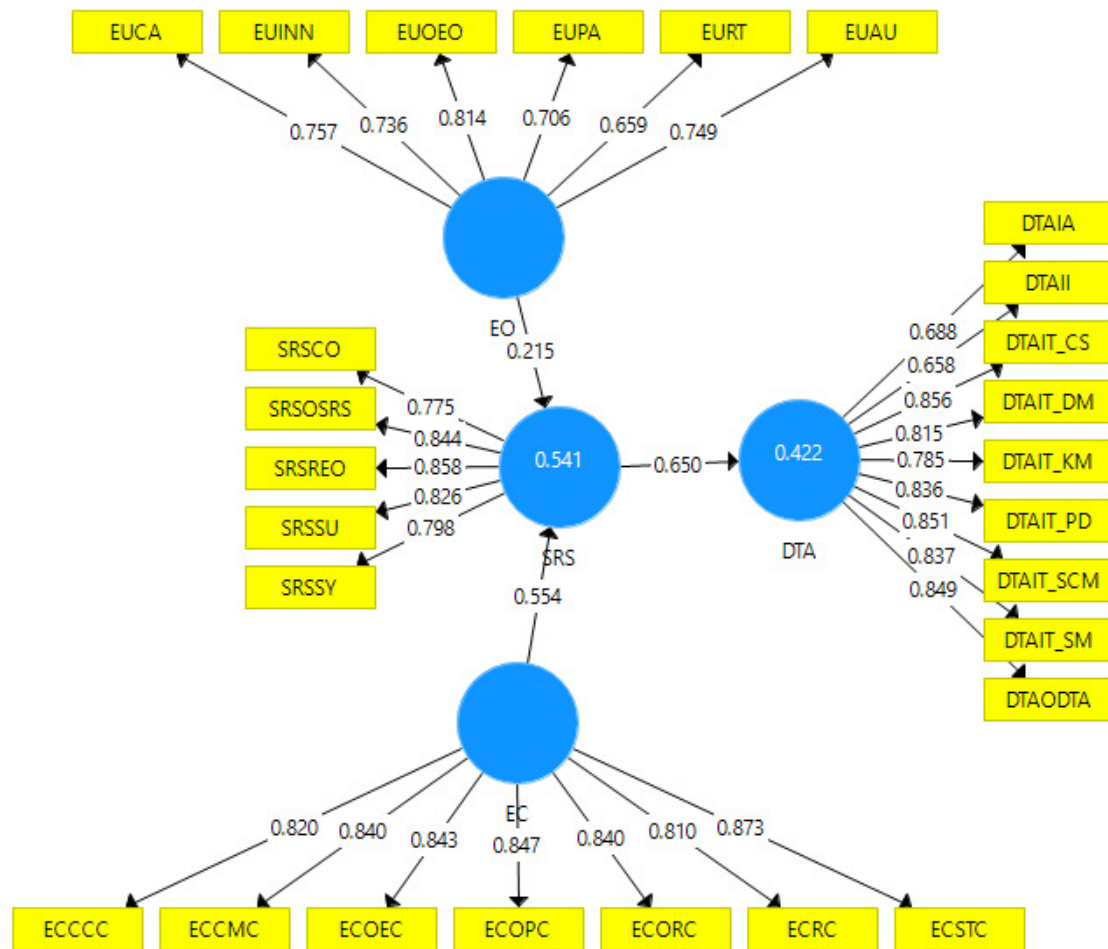 EUCA EUINN EUOEO EUPA EURT EUAU
0.757 0.736 0.814 0.706 0.659 0.749
EO
0.215
SRSCO
SRSOSRS
SRSREO
SRSSU
SRSSY
0.775
0.844
0.858
0.826
0.798
0.541
SRS
0.650
0.422
DTA
0.688
0.658
0.856
0.815
0.785
0.836
0.851
0.837
0.849
DTAIA
DTAII
DTAIT_CS
DTAIT_DM
DTAIT_KM
DTAIT_PD
DTAIT_SCM
DTAIT_SM
DTAODTA
0.554
EC
0.820 0.840 0.843 0.847 0.840 0.810 0.873
ECCCC ECCMC ECOEC ECOPC ECORC ECRC ECSTC